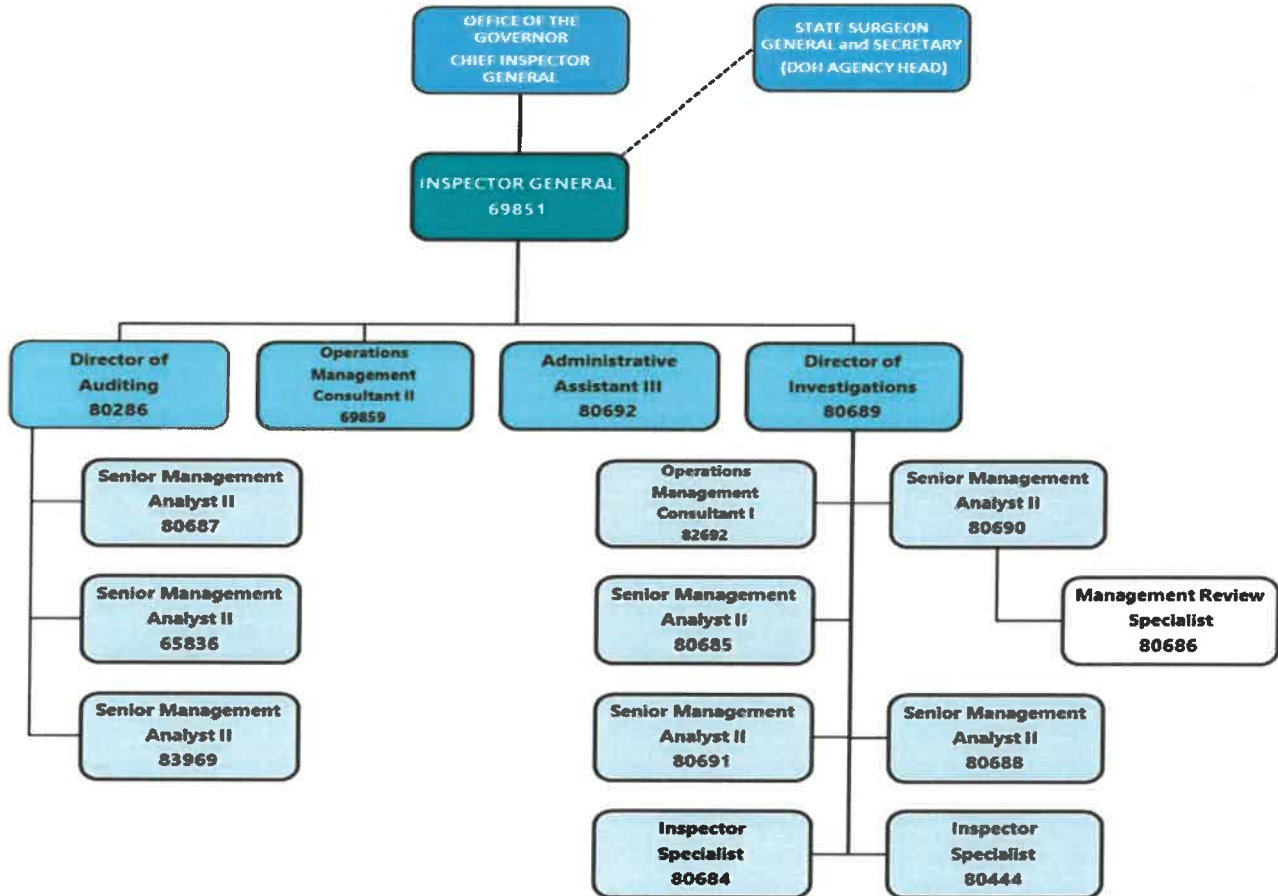 OFFICE OF THE
GOVERNOR
CHIEF INSPECTOR
GENERAL
STATE SURGEON
GENERAL and SECRETARY
(DOH AGENCY HEAD)
INSPECTOR GENERAL
69851
Director of
Auditing
80286
Operations
Management
Consultant II
69859
Administrative
Assistant III
80692
Director of
Investigations
80689
Senior Management
Analyst II
80687
Operations
Management
Consultant I
82692
Senior Management
Analyst II
80690
Senior Management
Analyst II
65836
Senior Management
Analyst II
80685
Management Review
Specialist
80686
Senior Management
Analyst II
83969
Senior Management
Analyst II
80691
Senior Management
Analyst II
80688
Inspector
Specialist
80684
Inspector
Specialist
80444